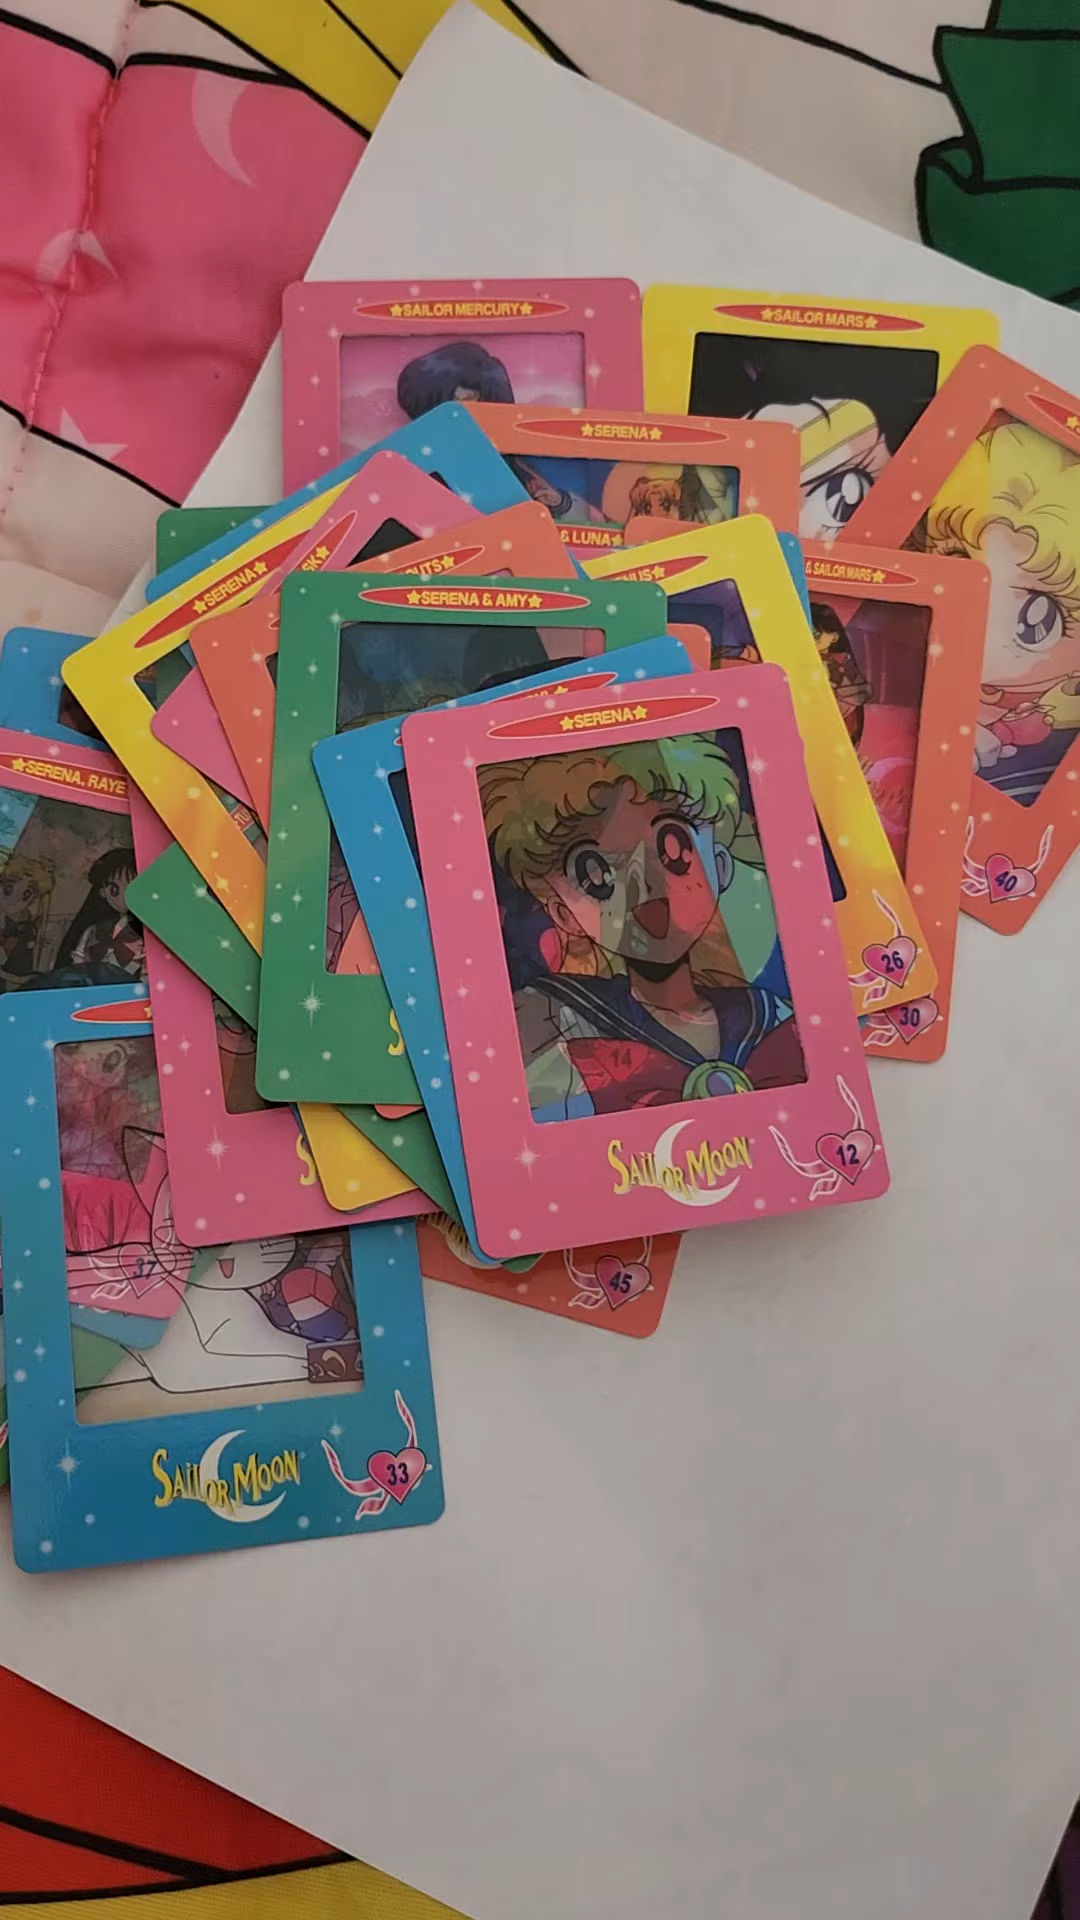 SAILOR MERCURY
SAILOR MARS
SERENA
& LUNA
& SAILOR MARS
SERENA
SERENA & AMY
SERENA
SERENA, RAYE
40
26
30
14
SAILOR MOON
12
37
45
SAILOR MOON
33